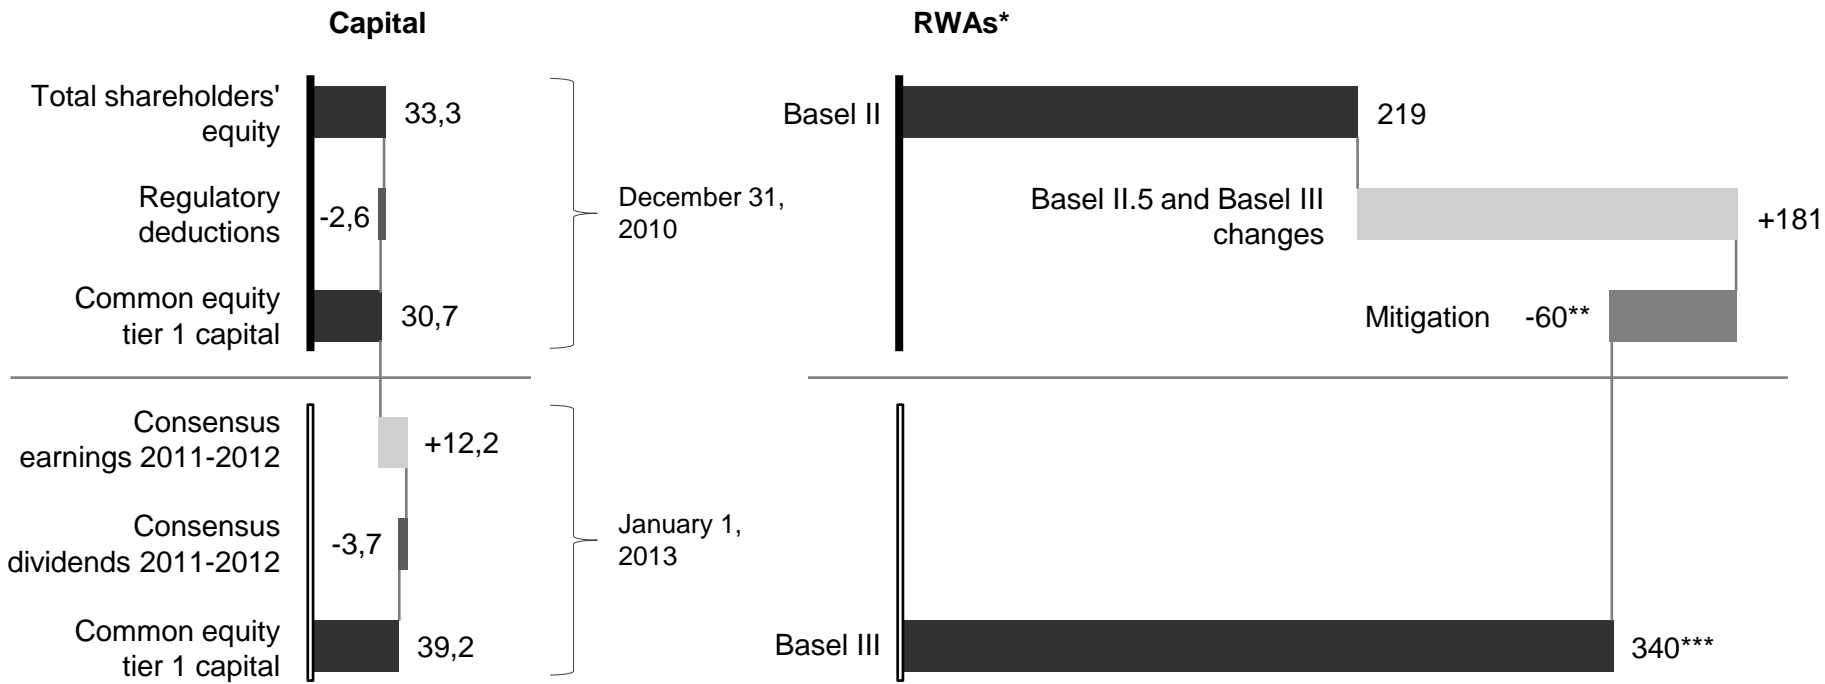 Capital
Total shareholders'
equity
33,3
Regulatory
deductions
-2,6
Common equity
tier 1 capital
30,7
December 31,
2010
Consensus
earnings 2011-2012
+12,2
Consensus
dividends 2011-2012
-3,7
Common equity
tier 1 capital
39,2
January 1,
2013
RWAs*
Basel II
219
Basel II.5 and Basel III
changes
+181
Mitigation -60**
Basel III
340***